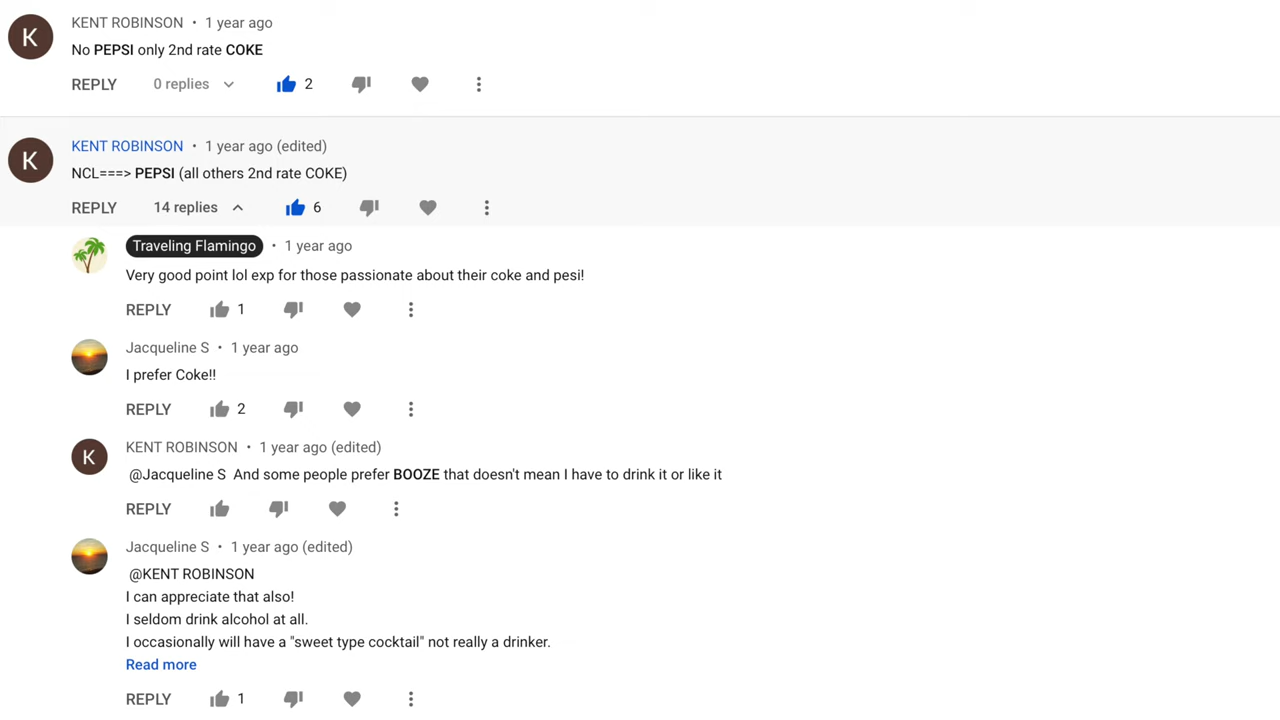 K
KENT ROBINSON • 1 year ago
No PEPSI only 2nd rate COKE
REPLY 0 replies 2
K
KENT ROBINSON • 1 year ago (edited)
NCL===> PEPSI (all others 2nd rate COKE)
REPLY 14 replies 6
Traveling Flamingo • 1 year ago
Very good point lol exp for those passionate about their coke and pesi!
REPLY 1
Jacqueline S • 1 year ago
I prefer Coke!!
REPLY 2
K
KENT ROBINSON • 1 year ago (edited)
@Jacqueline S And some people prefer BOOZE that doesn't mean I have to drink it or like it
REPLY
Jacqueline S • 1 year ago (edited)
@KENT ROBINSON
I can appreciate that also!
I seldom drink alcohol at all.
I occasionally will have a "sweet type cocktail" not really a drinker.
Read more
REPLY 1